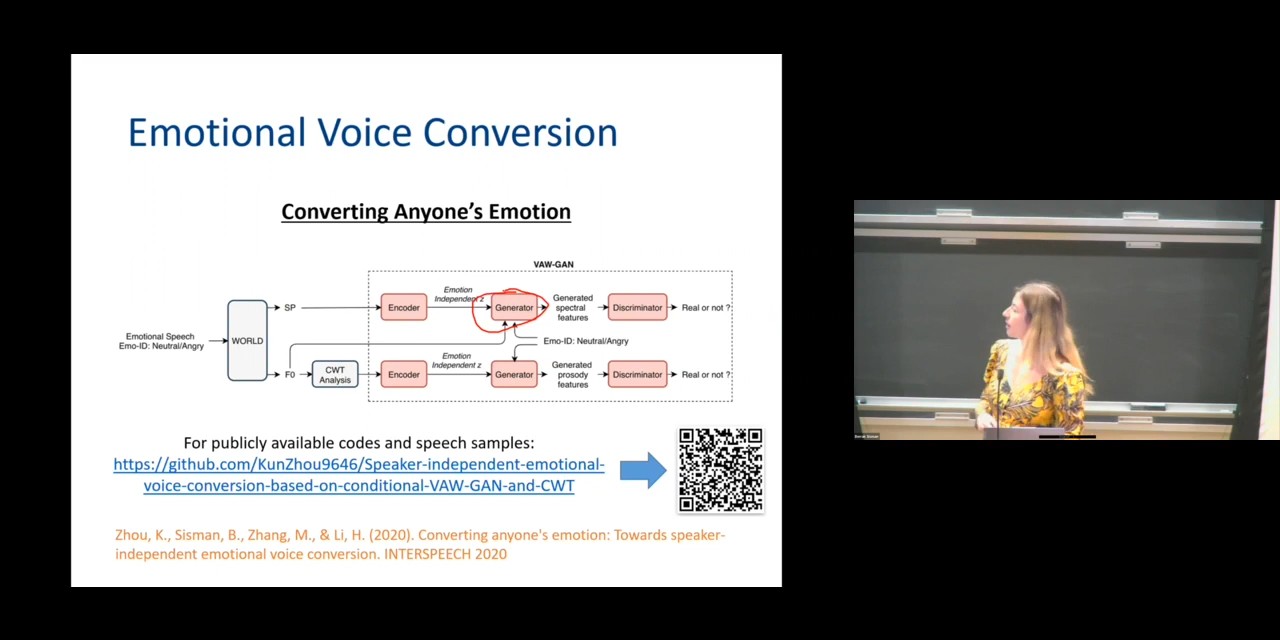 Emotional Voice Conversion
Converting Anyone's Emotion
VAW-GAN
Emotional Speech
Emo-ID: Neutral/Angry
WORLD
SP
F0
CWT
Analysis
Encoder
Emotion
Independent z
Generator
Generated
spectral
features
Discriminator
Real or not ?
Emo-ID: Neutral/Angry
Encoder
Emotion
Independent z
Generator
Generated
prosody
features
Discriminator
Real or not ?
For publicly available codes and speech samples:
https://github.com/KunZhou9646/Speaker-independent-emotional-
voice-conversion-based-on-conditional-VAW-GAN-and-CWT
Zhou, K., Sisman, B., Zhang, M., & Li, H. (2020). Converting anyone's emotion: Towards speaker-
independent emotional voice conversion. INTERSPEECH 2020